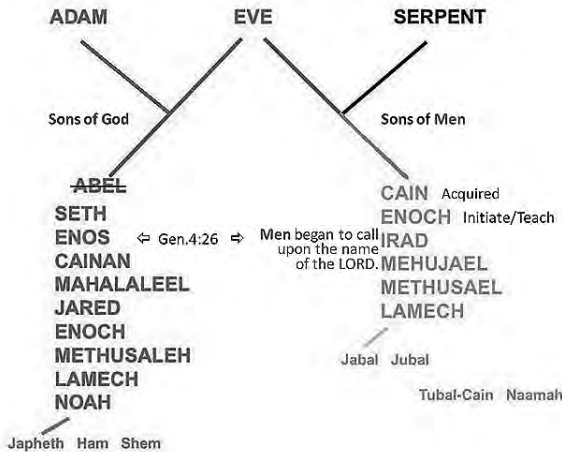 ADAM EVE SERPENT
Sons of God Sons of Men
ABEL
SETH
ENOS
CAINAN
MAHALALEEL
JARED
ENOCH
METHUSALEH
LAMECH
NOAH
Japheth Ham Shem
⇦ Gen.4:26 ⇨
Men began to call
upon the name
of the LORD.
CAIN Acquired
ENOCH Initiate/Teach
IRAD
MEHUJAEL
METHUSAEL
LAMECH
Jabal Jubal
Tubal-Cain Naamah